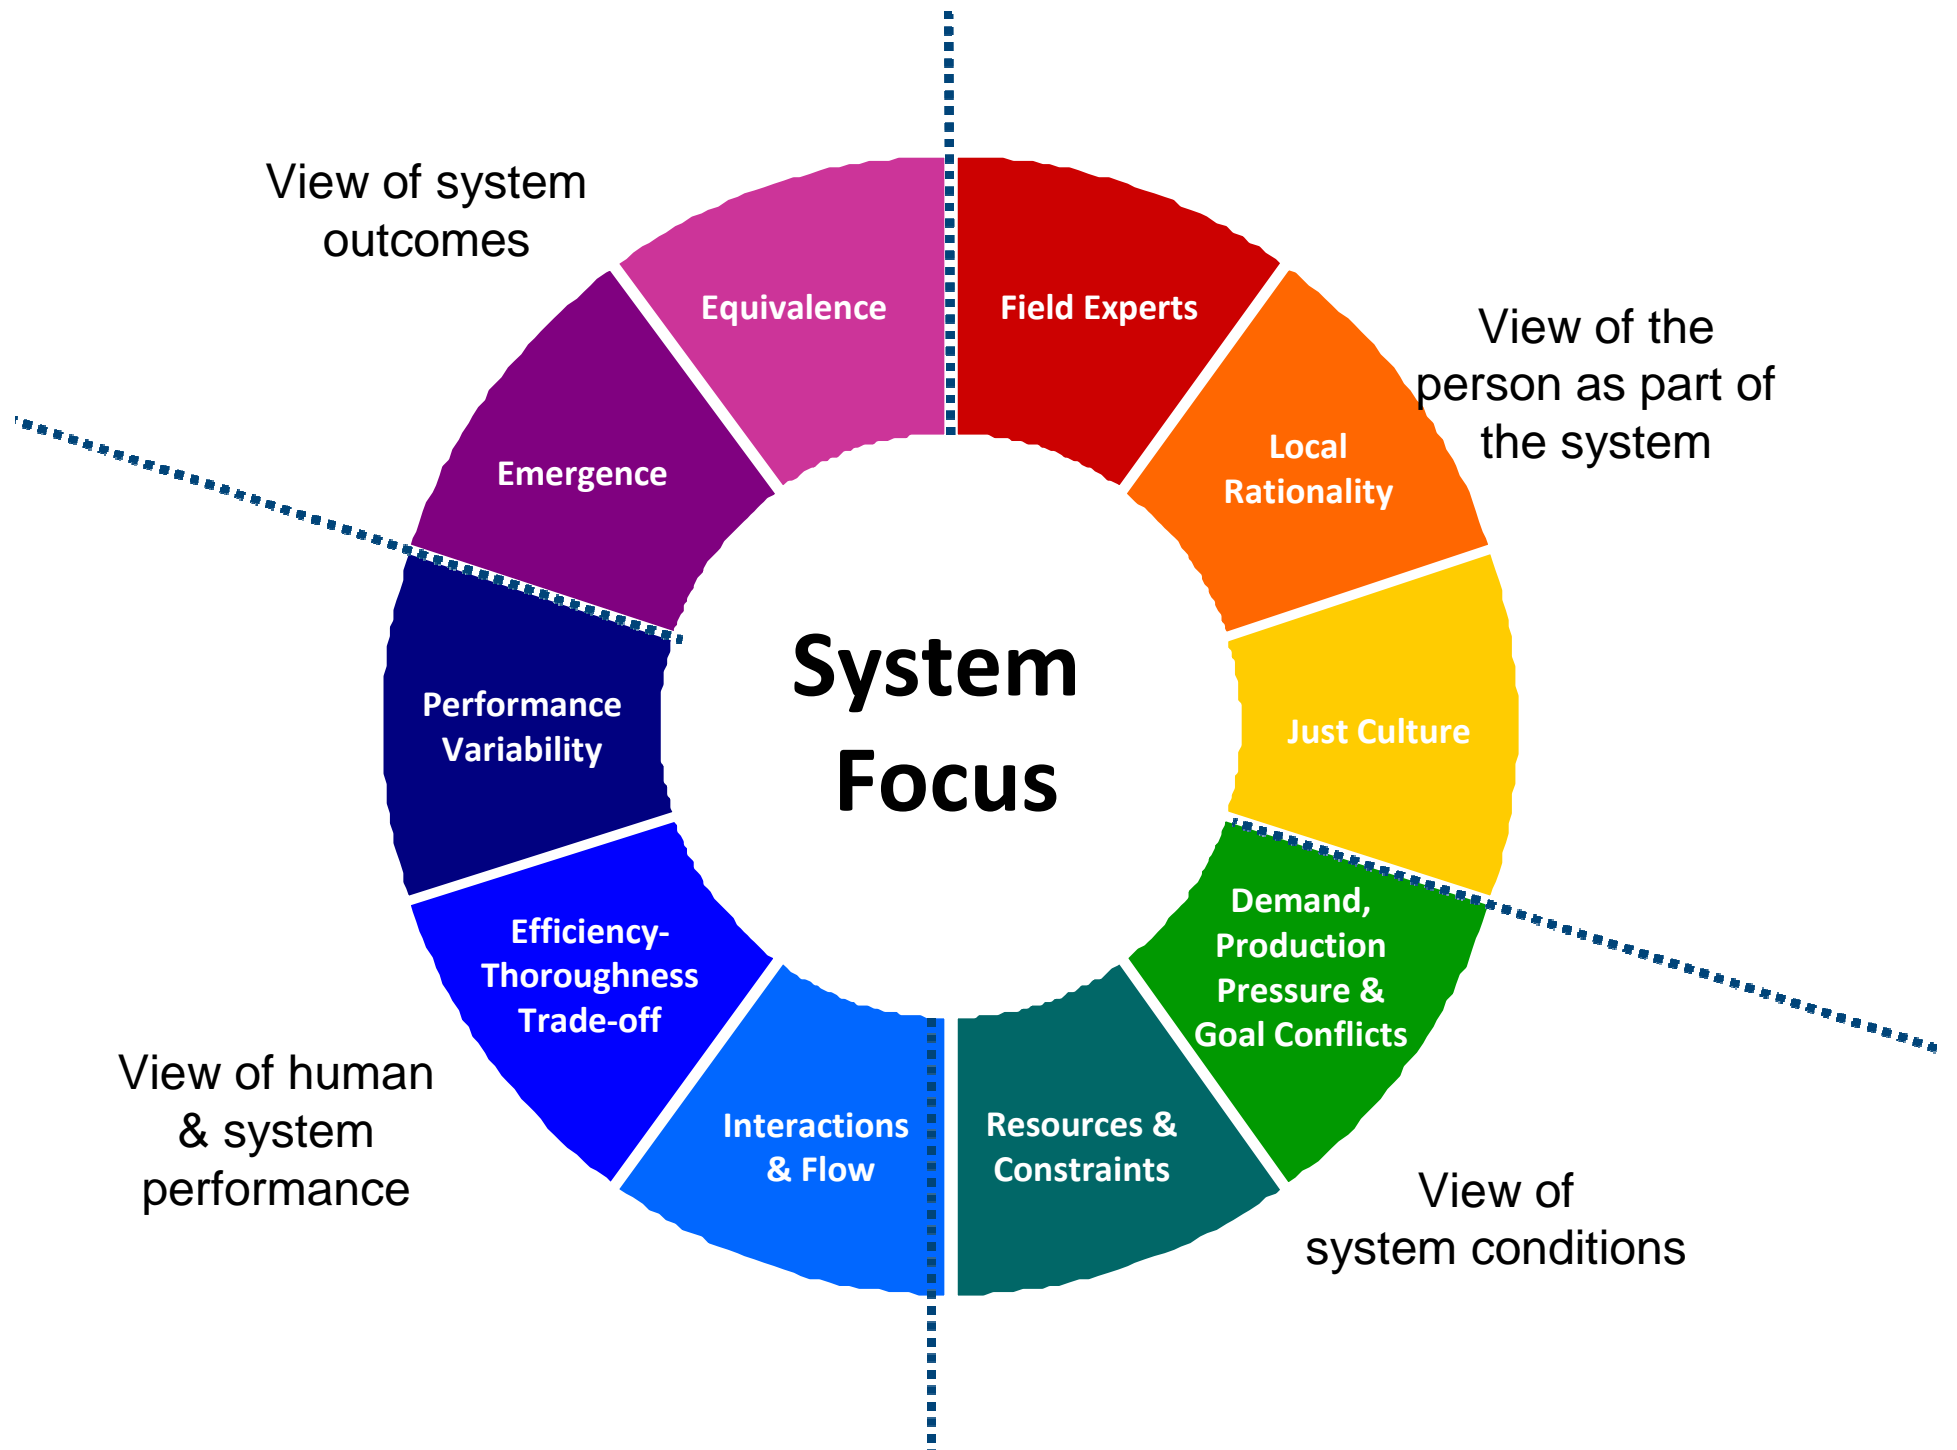 View of system
outcomes
Equivalence
Field Experts
View of the
person as part of
the system
Local
Rationality
Emergence
System
Focus
Just Culture
Performance
Variability
Demand,
Production
Pressure &
Goal Conflicts
Efficiency-
Thoroughness
Trade-off
Interactions
& Flow
Resources &
Constraints
View of human
& system
performance
View of
system conditions